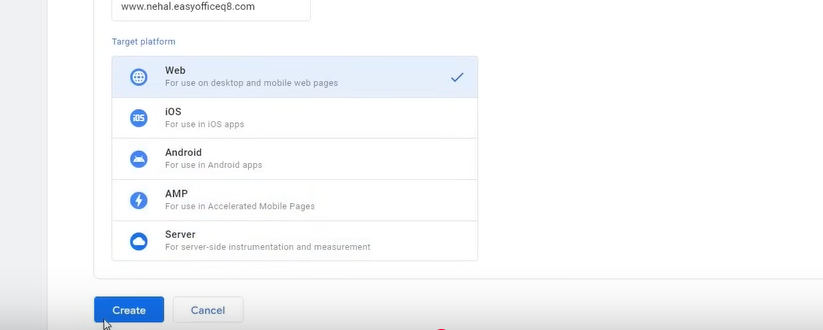 www.nehal.easyofficeq8.com
Target platform
Web
For use on desktop and mobile web pages
iOS
iOS
For use in iOS apps
Android
For use in Android apps
AMP
For use in Accelerated Mobile Pages
Server
For server-side instrumentation and measurement
Create Cancel